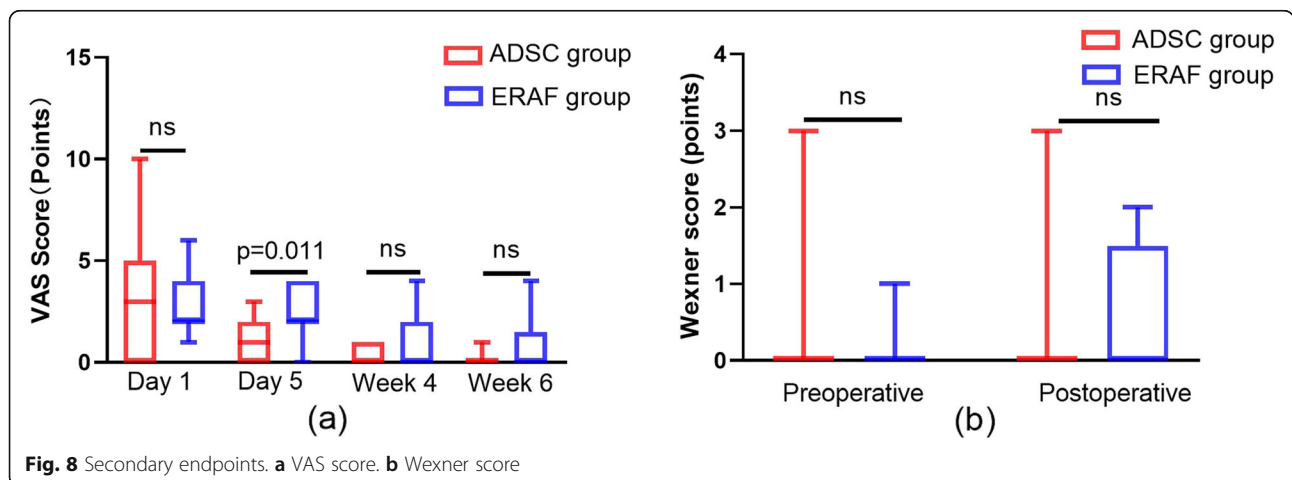 15
10
5
0
VAS Score(Points)
ADSC group
ERAF group
ns
p=0.011
ns
ns
Day 1
Day 5
Week 4
Week 6
(a)
4
3
2
1
0
Wexner score (points)
ADSC group
ERAF group
ns
ns
Preoperative
Postoperative
(b)
Fig. 8 Secondary endpoints. a VAS score. b Wexner score